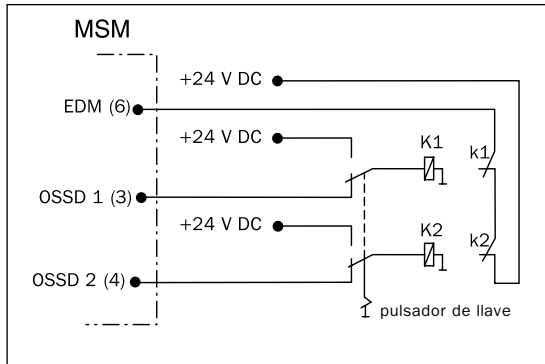 MSM
+24 V DC
EDM (6)
+24 V DC
K1
k1
OSSD 1 (3)
+24 V DC
K2
k2
OSSD 2 (4)
pulsador de llave